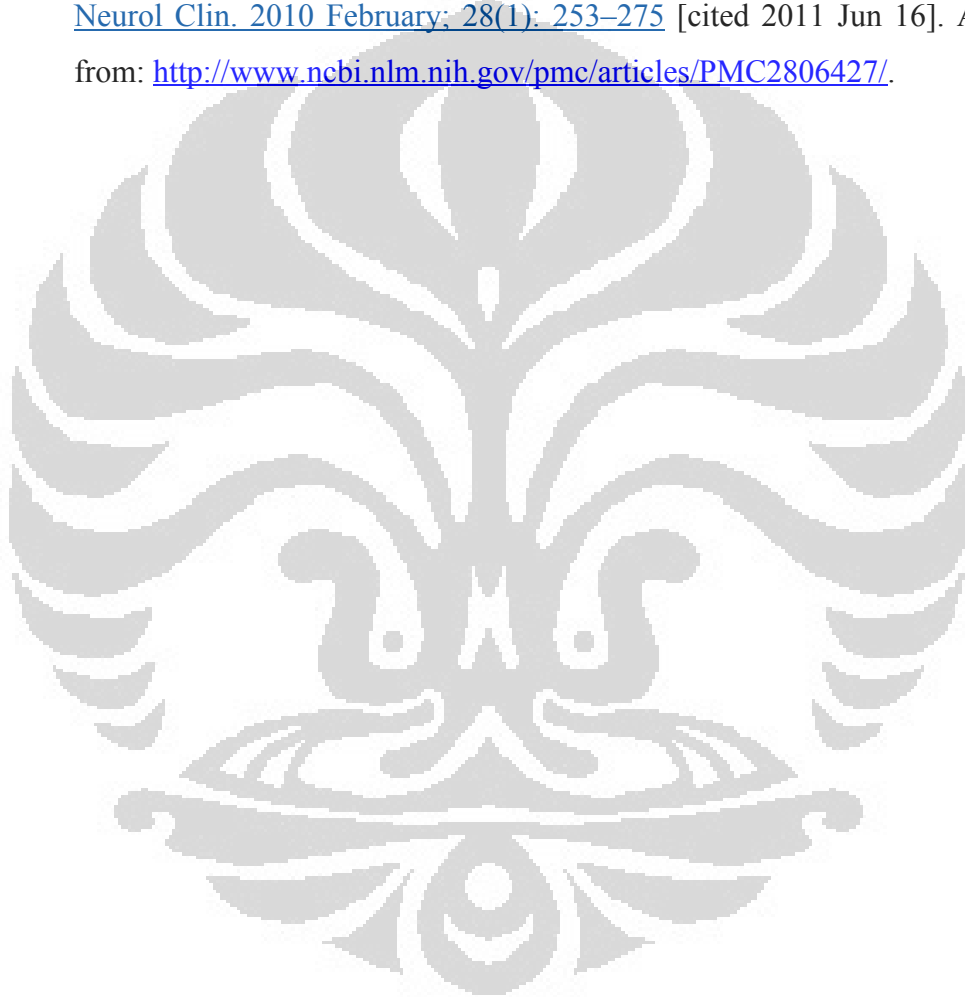 Neurol Clin. 2010 February; 28(1): 253–275 [cited 2011 Jun 16]. A
from: http://www.ncbi.nlm.nih.gov/pmc/articles/PMC2806427/.